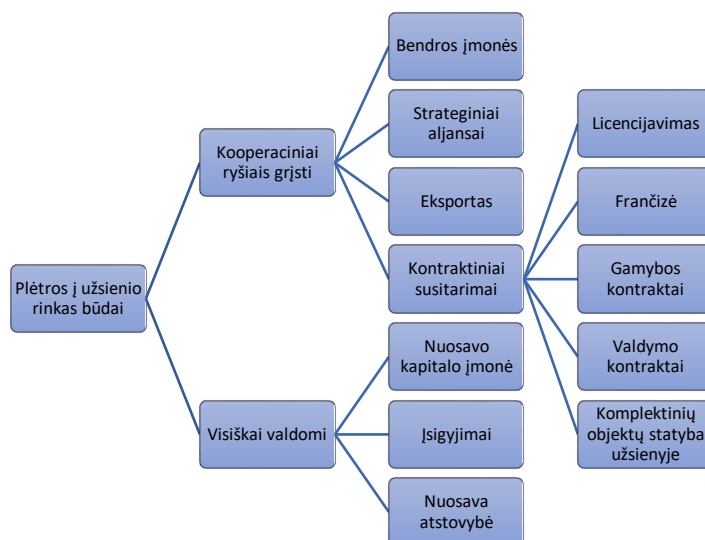 Plėtros į užsienio
rinkas būdai
Kooperaciniai
ryšiais grįsti
Bendros įmonės
Strateginiai
aljansai
Eksportas
Kontraktiniai
susitarimai
Licencijavimas
Frančizė
Gamybos
kontraktai
Valdymo
kontraktai
Komplektinių
objektų statyba
užsienyje
Visiškai valdomi
Nuosavo
kapitalo įmonė
Įsigyjimai
Nuosava
atstovybė